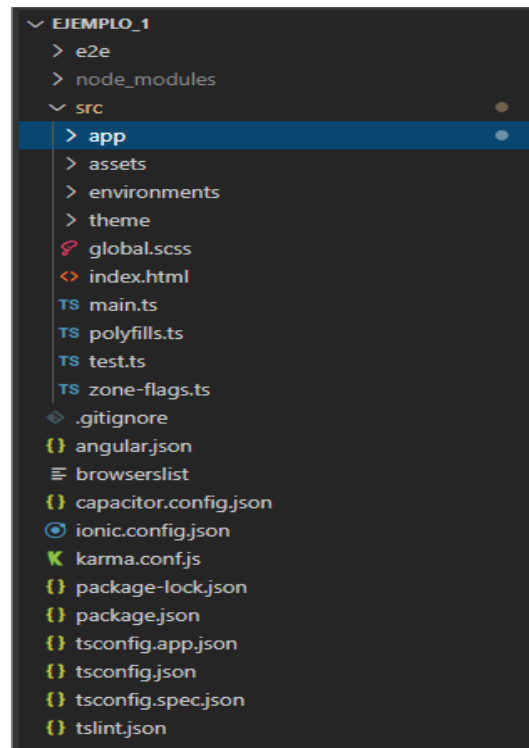 EJEMPLO_1
e2e
node_modules
src
app
assets
environments
theme
global.scss
<> index.html
TS main.ts
TS polyfills.ts
TS test.ts
TS zone-flags.ts
.gitignore
{} angular.json
browserslist
{} capacitor.config.json
ionic.config.json
K karma.conf.js
{} package-lock.json
{} package.json
{} tsconfig.app.json
{} tsconfig.json
{} tsconfig.spec.json
{} tslint.json